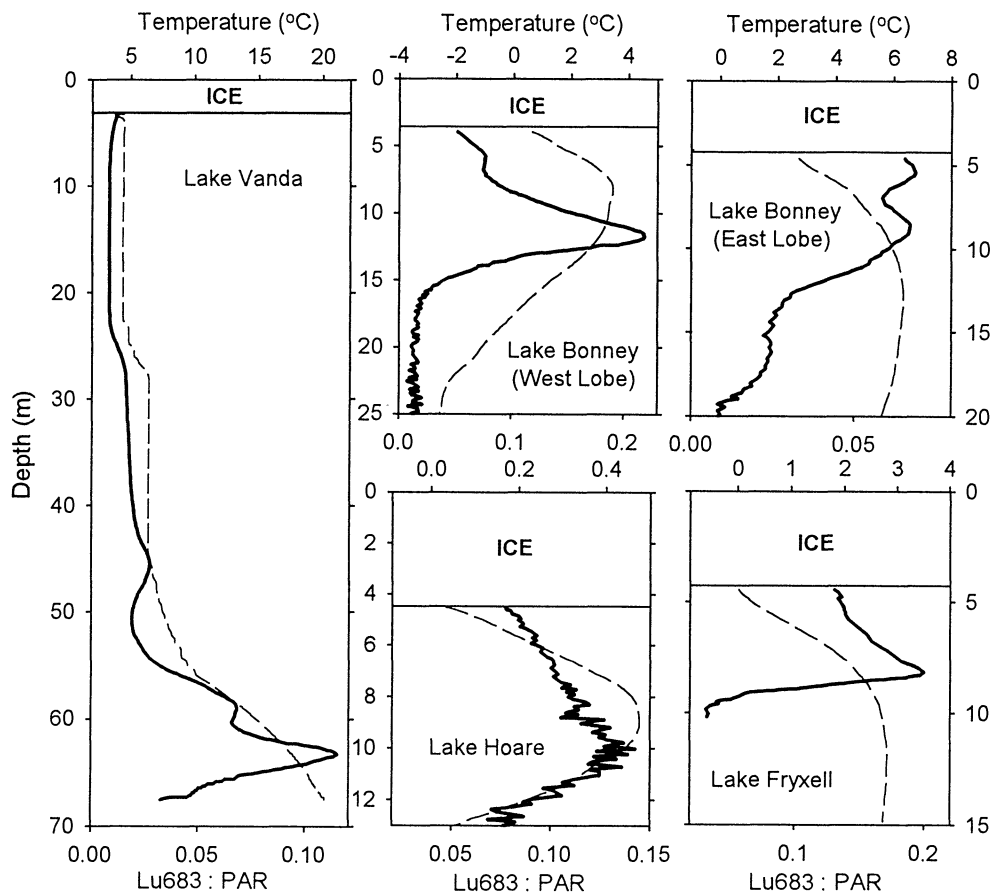 Temperature (°C)
5 10 15 20
0
10
20
30
40
50
60
70
Depth (m)
ICE
Lake Vanda
0.00 0.05 0.10
Lu683 : PAR
Temperature (°C)
-4 -2 0 2 4
0
5
10
15
20
25
ICE
Lake Bonney
(West Lobe)
0.0 0.1 0.2
Temperature (°C)
0 2 4 6 8
0
5
10
15
20
ICE
Lake Bonney
(East Lobe)
0.00 0.05
0.0 0.2 0.4
0
2
4
6
8
10
12
ICE
Lake Hoare
0.00 0.05 0.10 0.15
Lu683 : PAR
0 1 2 3 4
0
5
10
15
ICE
Lake Fryxell
0.1 0.2
Lu683 : PAR